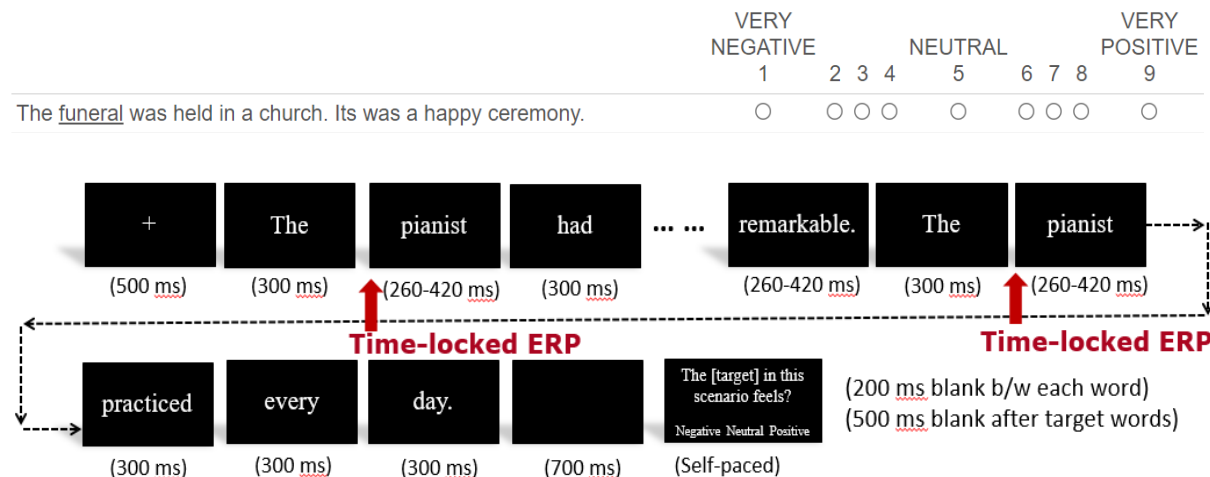 VERY NEGATIVE 1 2 3 4 NEUTRAL 5 6 7 8 VERY POSITIVE 9
The funeral was held in a church. Its was a happy ceremony.
+ The pianist had ... ... remarkable. The pianist
(500 ms) (300 ms) (260-420 ms) (300 ms) (260-420 ms) (300 ms) (260-420 ms)
Time-locked ERP Time-locked ERP
practiced every day. The [target] in this scenario feels? Negative Neutral Positive
(200 ms blank b/w each word)
(500 ms blank after target words)
(300 ms) (300 ms) (300 ms) (700 ms) (Self-paced)